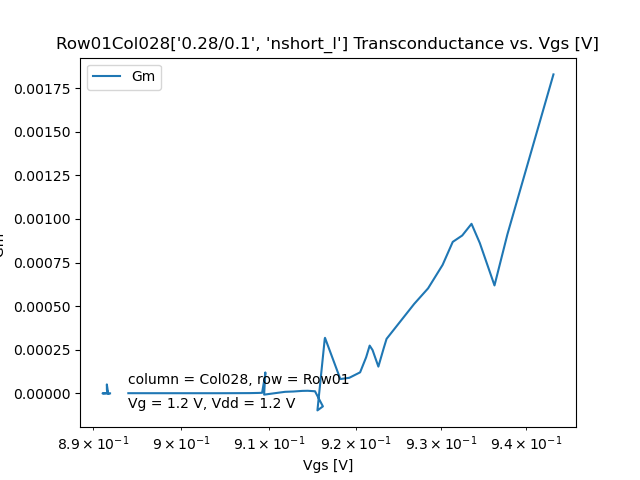 Row01Col028['0.28/0.1', 'nshort_l'] Transconductance vs. Vgs [V]
Gm
0.00175
0.00150
0.00125
0.00100
0.00075
0.00050
0.00025
0.00000
Gm
column = Col028, row = Row01
Vg = 1.2 V, Vdd = 1.2 V
8.9 × 10⁻¹ 9 × 10⁻¹ 9.1 × 10⁻¹ 9.2 × 10⁻¹ 9.3 × 10⁻¹ 9.4 × 10⁻¹
Vgs [V]